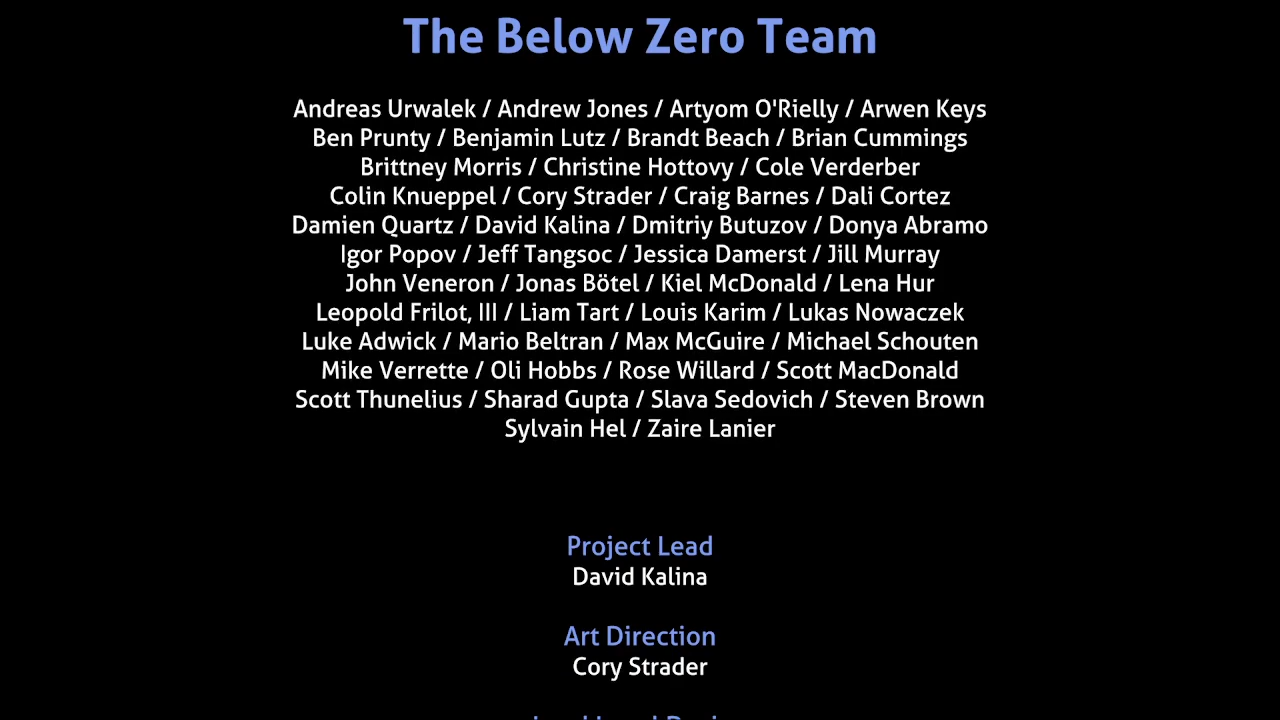 The Below Zero Team
Andreas Urwalek / Andrew Jones / Artyom O'Rielly / Arwen Keys
Ben Prunty / Benjamin Lutz / Brandt Beach / Brian Cummings
Brittney Morris / Christine Hottovy / Cole Verderber
Colin Knueppel / Cory Strader / Craig Barnes / Dali Cortez
Damien Quartz / David Kalina / Dmitriy Butuzov / Donya Abramo
Igor Popov / Jeff Tangsoc / Jessica Damerst / Jill Murray
John Veneron / Jonas Bötel / Kiel McDonald / Lena Hur
Leopold Frilot, III / Liam Tart / Louis Karim / Lukas Nowaczek
Luke Adwick / Mario Beltran / Max McGuire / Michael Schouten
Mike Verrette / Oli Hobbs / Rose Willard / Scott MacDonald
Scott Thunelius / Sharad Gupta / Slava Sedovich / Steven Brown
Sylvain Hel / Zaire Lanier
Project Lead
David Kalina
Art Direction
Cory Strader